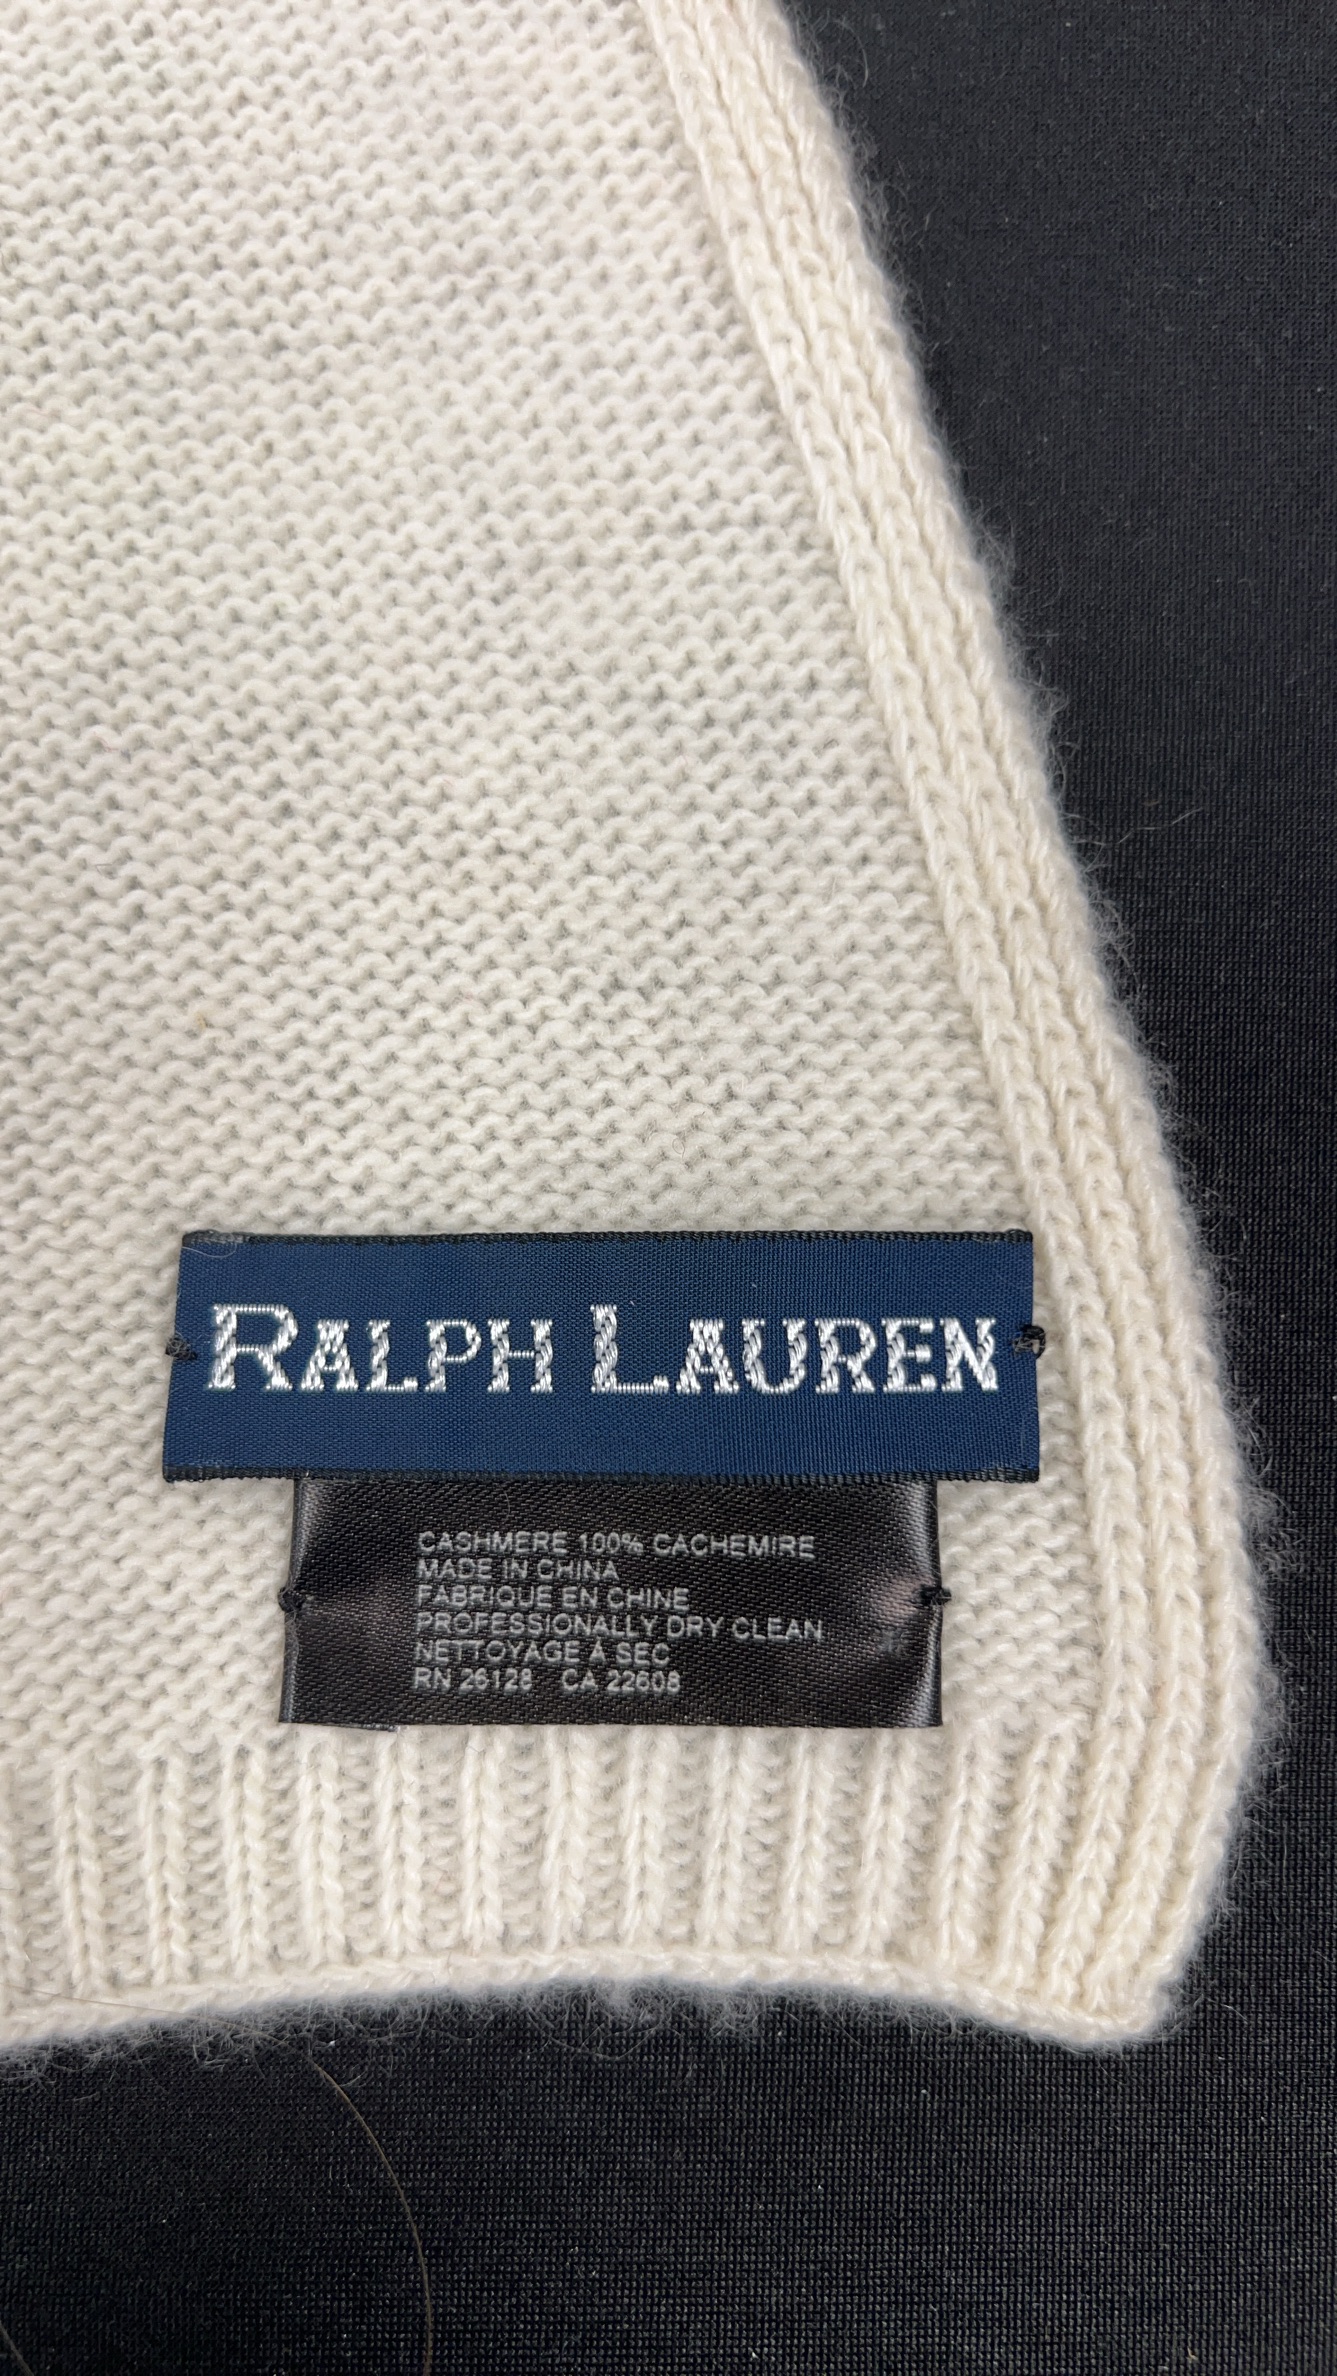 RALPH LAUREN
CASHMERE 100% CACHEMIRE
MADE IN CHINA
FABRIQUE EN CHINE
PROFESSIONALLY DRY CLEAN
NETTOYAGE À SEC
RN 26128 CA 22608